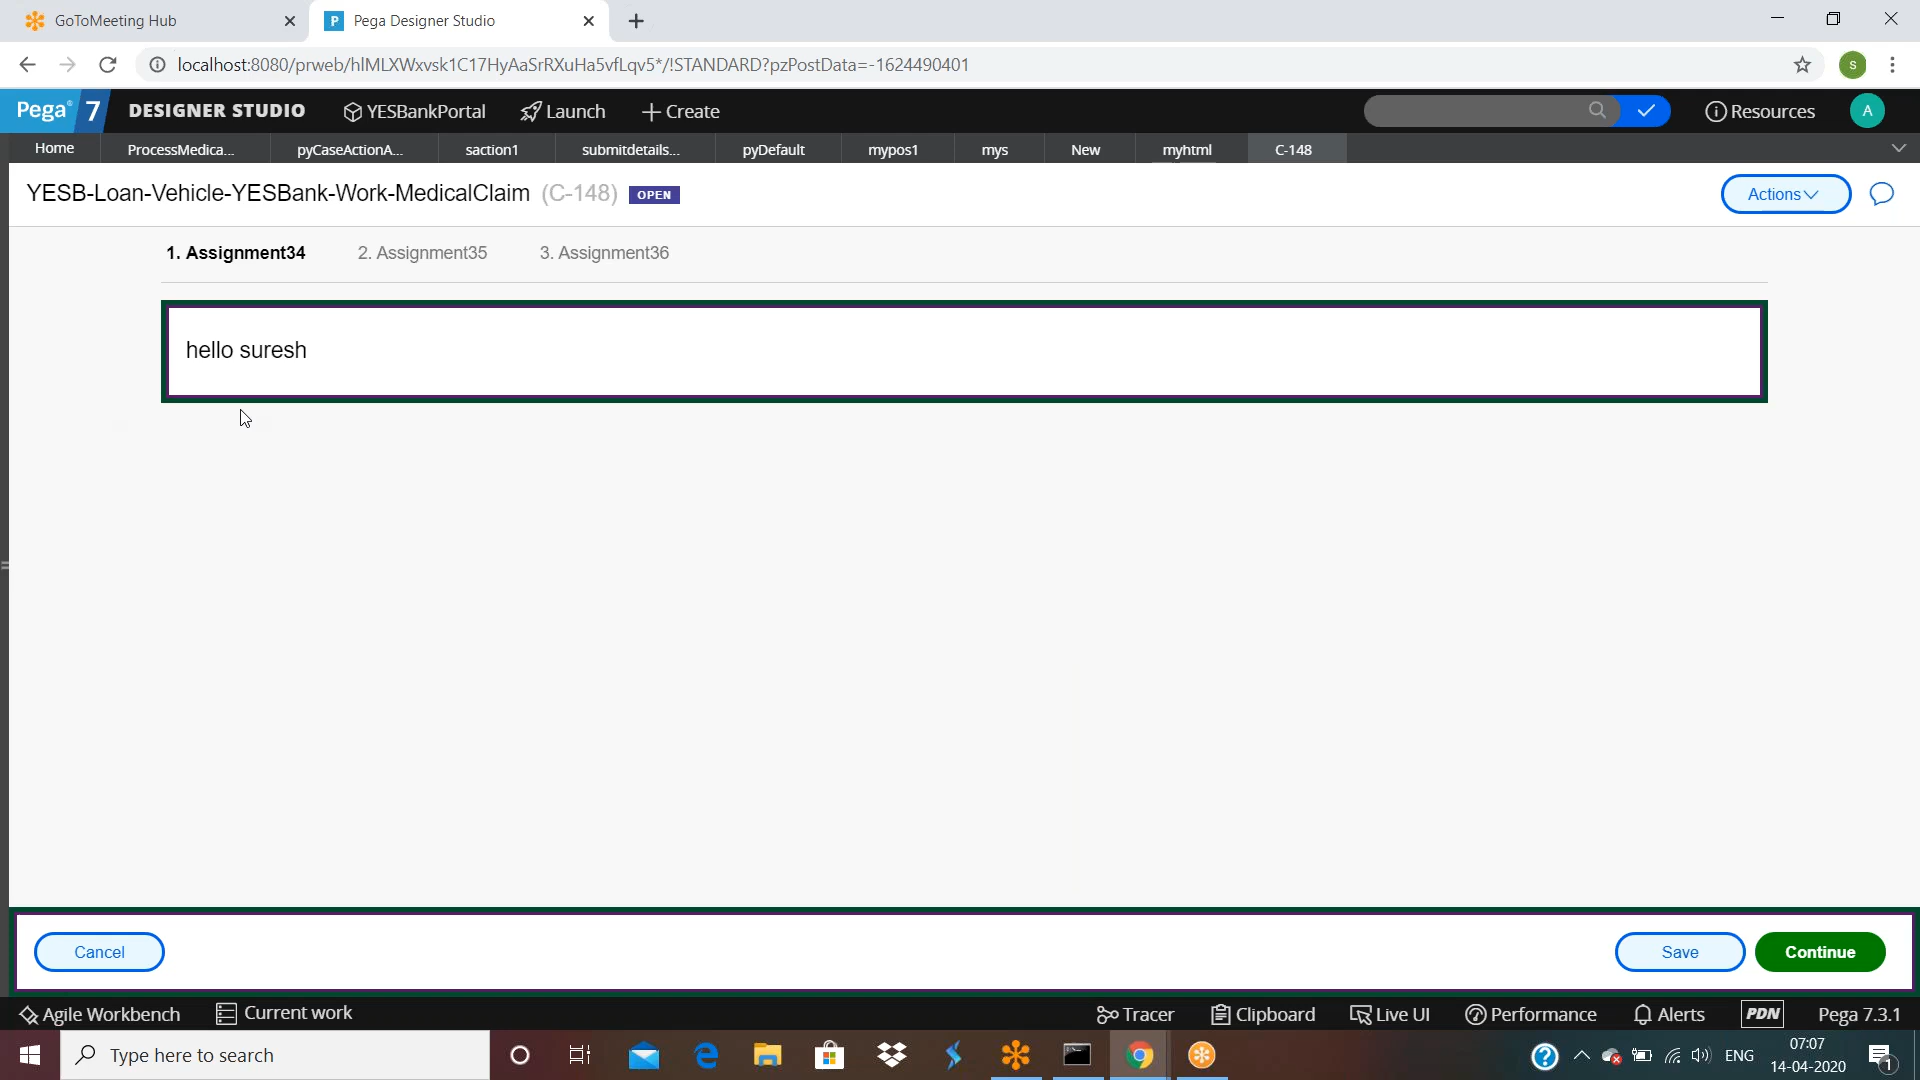 GoToMeeting Hub
P Pega Designer Studio
localhost:8080/prweb/hIMLXWxvsk1C17HyAaSrRXuHa5vfLqv5*/!STANDARD?pzPostData=-1624490401
s
Pega 7 DESIGNER STUDIO YESBankPortal Launch Create Resources A
Home ProcessMedica... pyCaseActionA... saction1 submitdetails... pyDefault mypos1 mys New myhtml C-148
YESB-Loan-Vehicle-YESBank-Work-MedicalClaim (C-148) OPEN Actions
1. Assignment34 2. Assignment35 3. Assignment36
hello suresh
Cancel Save Continue
Agile Workbench Current work Tracer Clipboard Live UI Performance Alerts PDN Pega 7.3.1
Type here to search ENG 07:07
14-04-2020 1